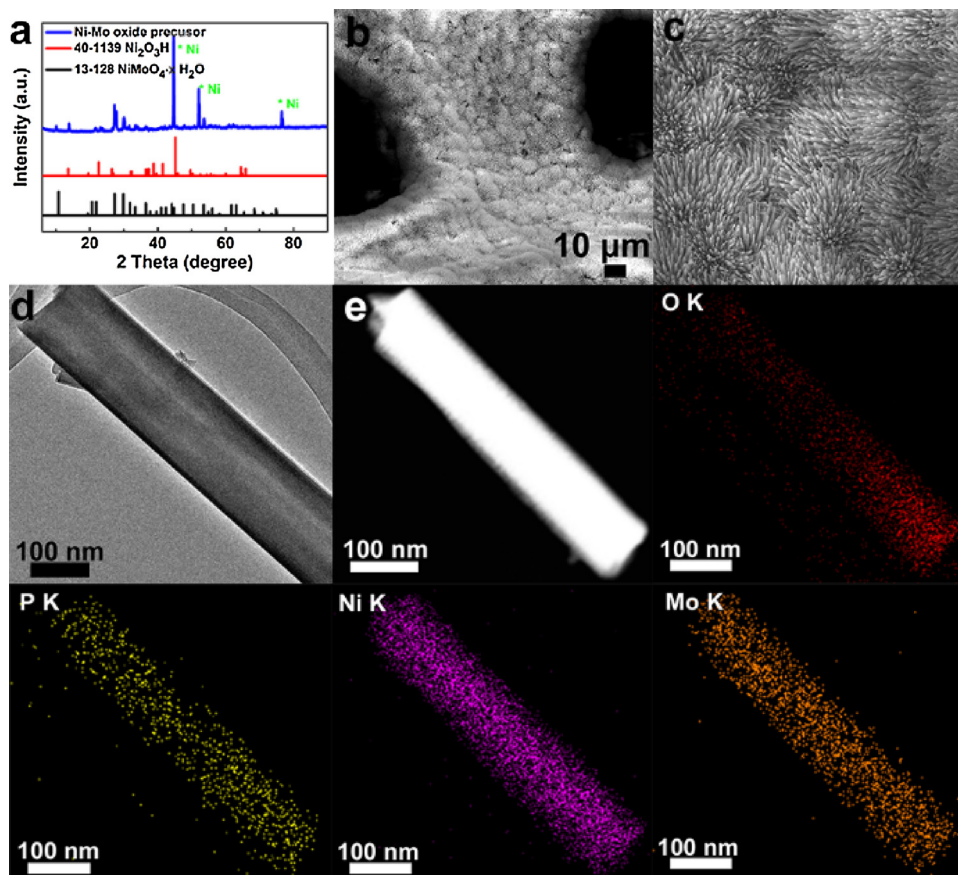 a
Intensity (a.u.)
Ni-Mo oxide precusor
40-1139 Ni₂O₃H
13-128 NiMoO₄·x H₂O
* Ni
* Ni
* Ni
20 40 60 80
2 Theta (degree)
b
10 μm
c
d
100 nm
e
100 nm
O K
100 nm
P K
100 nm
Ni K
100 nm
Mo K
100 nm